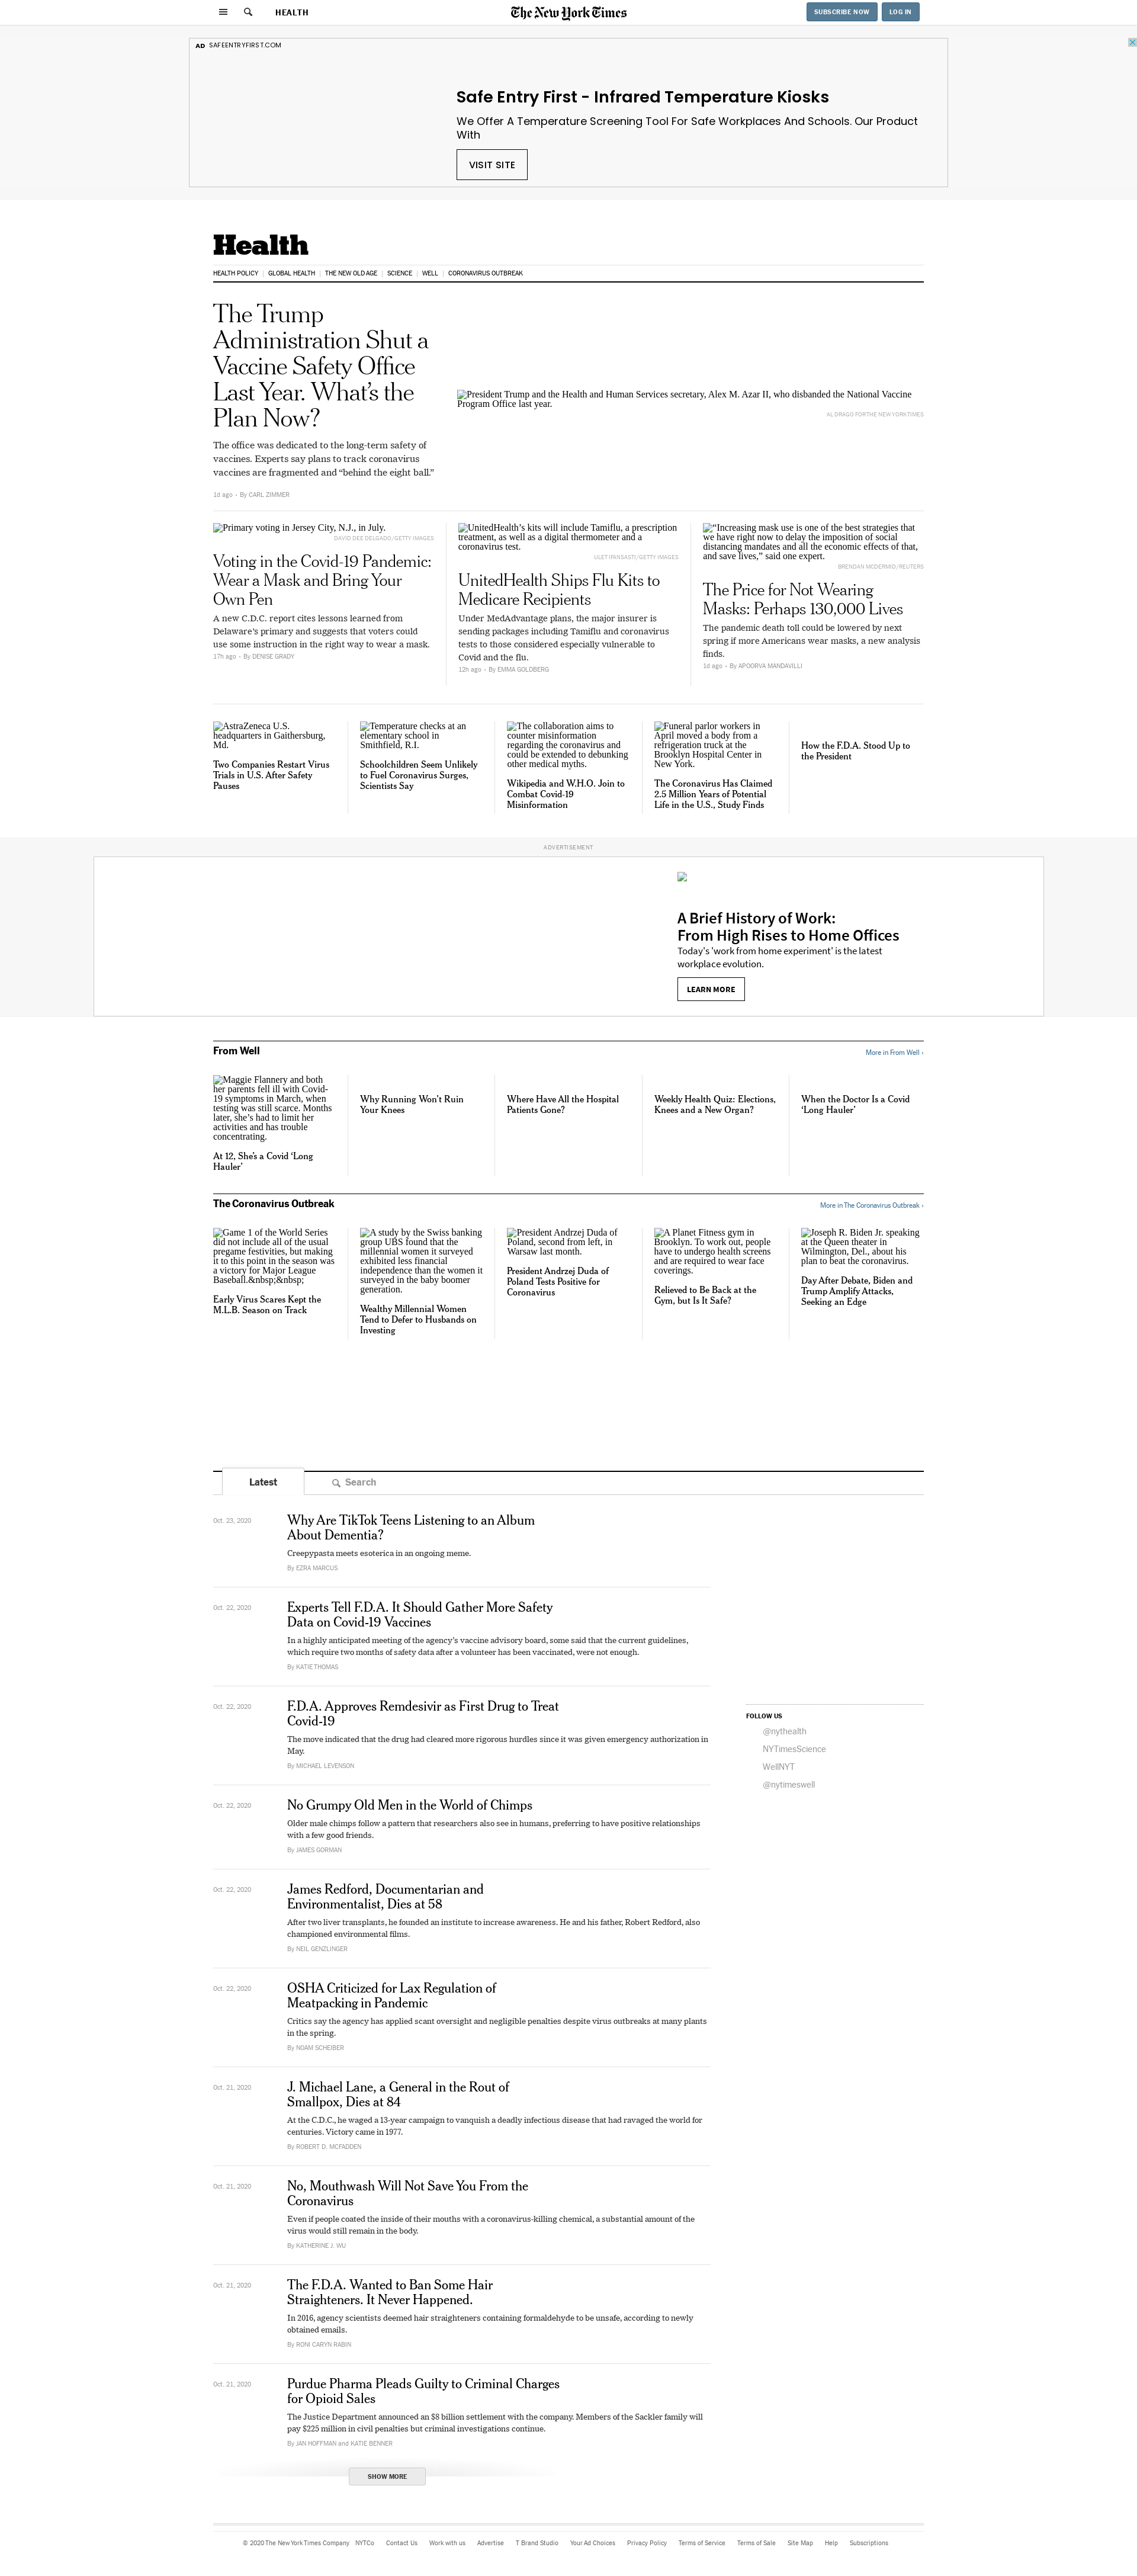 HEALTH
The New York Times
SUBSCRIBE NOW
LOG IN
AD SAFEENTRYFIRST.COM
Safe Entry First - Infrared Temperature Kiosks
We Offer A Temperature Screening Tool For Safe Workplaces And Schools. Our Product
With
VISIT SITE
Health
HEALTH POLICY | GLOBAL HEALTH | THE NEW OLD AGE | SCIENCE | WELL | CORONAVIRUS OUTBREAK
The Trump
Administration Shut a
Vaccine Safety Office
Last Year. What's the
Plan Now?
The office was dedicated to the long-term safety of
vaccines. Experts say plans to track coronavirus
vaccines are fragmented and “behind the eight ball.”
1d ago • By CARL ZIMMER
President Trump and the Health and Human Services secretary, Alex M. Azar II, who disbanded the National Vaccine
Program Office last year.
AL DRAGO FOR THE NEW YORK TIMES
Primary voting in Jersey City, N.J., in July.
DAVID DEE DELGADO/GETTY IMAGES
Voting in the Covid-19 Pandemic:
Wear a Mask and Bring Your
Own Pen
A new C.D.C. report cites lessons learned from
Delaware's primary and suggests that voters could
use some instruction in the right way to wear a mask.
17h ago • By DENISE GRADY
UnitedHealth's kits will include Tamiflu, a prescription
treatment, as well as a digital thermometer and a
coronavirus test.
ULET IFANSASTI/GETTY IMAGES
UnitedHealth Ships Flu Kits to
Medicare Recipients
Under MedAdvantage plans, the major insurer is
sending packages including Tamiflu and coronavirus
tests to those considered especially vulnerable to
Covid and the flu.
12h ago • By EMMA GOLDBERG
“Increasing mask use is one of the best strategies that
we have right now to delay the imposition of social
distancing mandates and all the economic effects of that,
and save lives,” said one expert.
BRENDAN MCDERMID/REUTERS
The Price for Not Wearing
Masks: Perhaps 130,000 Lives
The pandemic death toll could be lowered by next
spring if more Americans wear masks, a new analysis
finds.
1d ago • By APOORVA MANDAVILLI
AstraZeneca U.S.
headquarters in Gaithersburg,
Md.
Two Companies Restart Virus
Trials in U.S. After Safety
Pauses
Temperature checks at an
elementary school in
Smithfield, R.I.
Schoolchildren Seem Unlikely
to Fuel Coronavirus Surges,
Scientists Say
The collaboration aims to
counter misinformation
regarding the coronavirus and
could be extended to debunking
other medical myths.
Wikipedia and W.H.O. Join to
Combat Covid-19
Misinformation
Funeral parlor workers in
April moved a body from a
refrigeration truck at the
Brooklyn Hospital Center in
New York.
The Coronavirus Has Claimed
2.5 Million Years of Potential
Life in the U.S., Study Finds
How the F.D.A. Stood Up to
the President
ADVERTISEMENT
A Brief History of Work:
From High Rises to Home Offices
Today's 'work from home experiment' is the latest
workplace evolution.
LEARN MORE
From Well
More in From Well ›
Maggie Flannery and both
her parents fell ill with Covid-
19 symptoms in March, when
testing was still scarce. Months
later, she's had to limit her
activities and has trouble
concentrating.
At 12, She's a Covid ‘Long
Hauler’
Why Running Won't Ruin
Your Knees
Where Have All the Hospital
Patients Gone?
Weekly Health Quiz: Elections,
Knees and a New Organ?
When the Doctor Is a Covid
‘Long Hauler’
The Coronavirus Outbreak
More in The Coronavirus Outbreak ›
Game 1 of the World Series
did not include all of the usual
pregame festivities, but making
it to this point in the season was
a victory for Major League
Baseball.&nbsp;&nbsp;
Early Virus Scares Kept the
M.L.B. Season on Track
A study by the Swiss banking
group UBS found that the
millennial women it surveyed
exhibited less financial
independence than the women it
surveyed in the baby boomer
generation.
Wealthy Millennial Women
Tend to Defer to Husbands on
Investing
President Andrzej Duda of
Poland, second from left, in
Warsaw last month.
President Andrzej Duda of
Poland Tests Positive for
Coronavirus
A Planet Fitness gym in
Brooklyn. To work out, people
have to undergo health screens
and are required to wear face
coverings.
Relieved to Be Back at the
Gym, but Is It Safe?
Joseph R. Biden Jr. speaking
at the Queen theater in
Wilmington, Del., about his
plan to beat the coronavirus.
Day After Debate, Biden and
Trump Amplify Attacks,
Seeking an Edge
Latest
Search
Oct. 23, 2020
Why Are TikTok Teens Listening to an Album
About Dementia?
Creepypasta meets esoterica in an ongoing meme.
By EZRA MARCUS
Oct. 22, 2020
Experts Tell F.D.A. It Should Gather More Safety
Data on Covid-19 Vaccines
In a highly anticipated meeting of the agency's vaccine advisory board, some said that the current guidelines,
which require two months of safety data after a volunteer has been vaccinated, were not enough.
By KATIE THOMAS
Oct. 22, 2020
F.D.A. Approves Remdesivir as First Drug to Treat
Covid-19
The move indicated that the drug had cleared more rigorous hurdles since it was given emergency authorization in
May.
By MICHAEL LEVENSON
Oct. 22, 2020
No Grumpy Old Men in the World of Chimps
Older male chimps follow a pattern that researchers also see in humans, preferring to have positive relationships
with a few good friends.
By JAMES GORMAN
Oct. 22, 2020
James Redford, Documentarian and
Environmentalist, Dies at 58
After two liver transplants, he founded an institute to increase awareness. He and his father, Robert Redford, also
championed environmental films.
By NEIL GENZLINGER
Oct. 22, 2020
OSHA Criticized for Lax Regulation of
Meatpacking in Pandemic
Critics say the agency has applied scant oversight and negligible penalties despite virus outbreaks at many plants
in the spring.
By NOAM SCHEIBER
Oct. 21, 2020
J. Michael Lane, a General in the Rout of
Smallpox, Dies at 84
At the C.D.C., he waged a 13-year campaign to vanquish a deadly infectious disease that had ravaged the world for
centuries. Victory came in 1977.
By ROBERT D. MCFADDEN
Oct. 21, 2020
No, Mouthwash Will Not Save You From the
Coronavirus
Even if people coated the inside of their mouths with a coronavirus-killing chemical, a substantial amount of the
virus would still remain in the body.
By KATHERINE J. WU
Oct. 21, 2020
The F.D.A. Wanted to Ban Some Hair
Straighteners. It Never Happened.
In 2016, agency scientists deemed hair straighteners containing formaldehyde to be unsafe, according to newly
obtained emails.
By RONI CARYN RABIN
Oct. 21, 2020
Purdue Pharma Pleads Guilty to Criminal Charges
for Opioid Sales
The Justice Department announced an $8 billion settlement with the company. Members of the Sackler family will
pay $225 million in civil penalties but criminal investigations continue.
By JAN HOFFMAN and KATIE BENNER
SHOW MORE
FOLLOW US
@nythealth
NYTimesScience
WellNYT
@nytimeswell
© 2020 The New York Times Company NYTCo Contact Us Work with us Advertise T Brand Studio Your Ad Choices Privacy Policy Terms of Service Terms of Sale Site Map Help Subscriptions